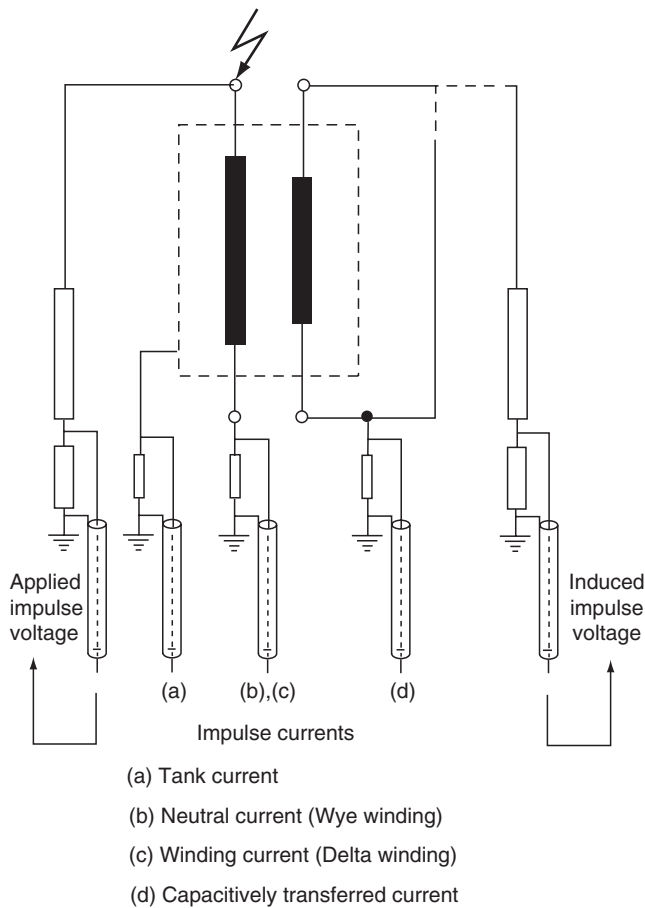 Applied
impulse
voltage
Induced
impulse
voltage
(a)
(b),(c)
(d)
Impulse currents
(a) Tank current
(b) Neutral current (Wye winding)
(c) Winding current (Delta winding)
(d) Capacitively transferred current